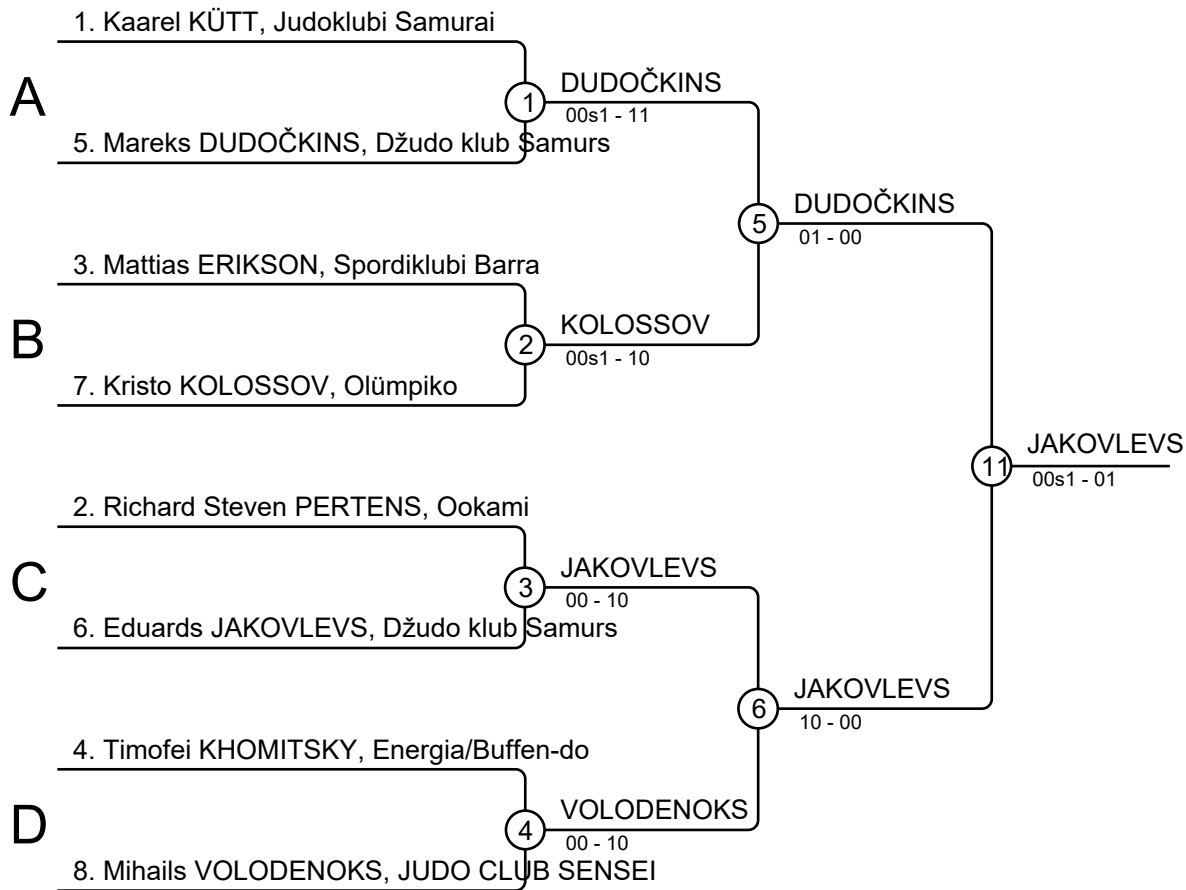 1. Kaarel KÜTT, Judoklubi Samurai
A
1
DUDOČKINS
00s1 - 11
5. Mareks DUDOČKINS, Džudo klub Samurs
5
DUDOČKINS
01 - 00
3. Mattias ERIKSON, Spordiklubi Barra
B
2
KOLOSSOV
00s1 - 10
7. Kristo KOLOSSOV, Olümpiko
11
JAKOVLEVS
00s1 - 01
2. Richard Steven PERTENS, Ookami
C
3
JAKOVLEVS
00 - 10
6. Eduards JAKOVLEVS, Džudo klub Samurs
6
JAKOVLEVS
10 - 00
4. Timofei KHOMITSKY, Energia/Buffen-do
D
4
VOLODENOKS
00 - 10
8. Mihails VOLODENOKS, JUDO CLUB SENSEI